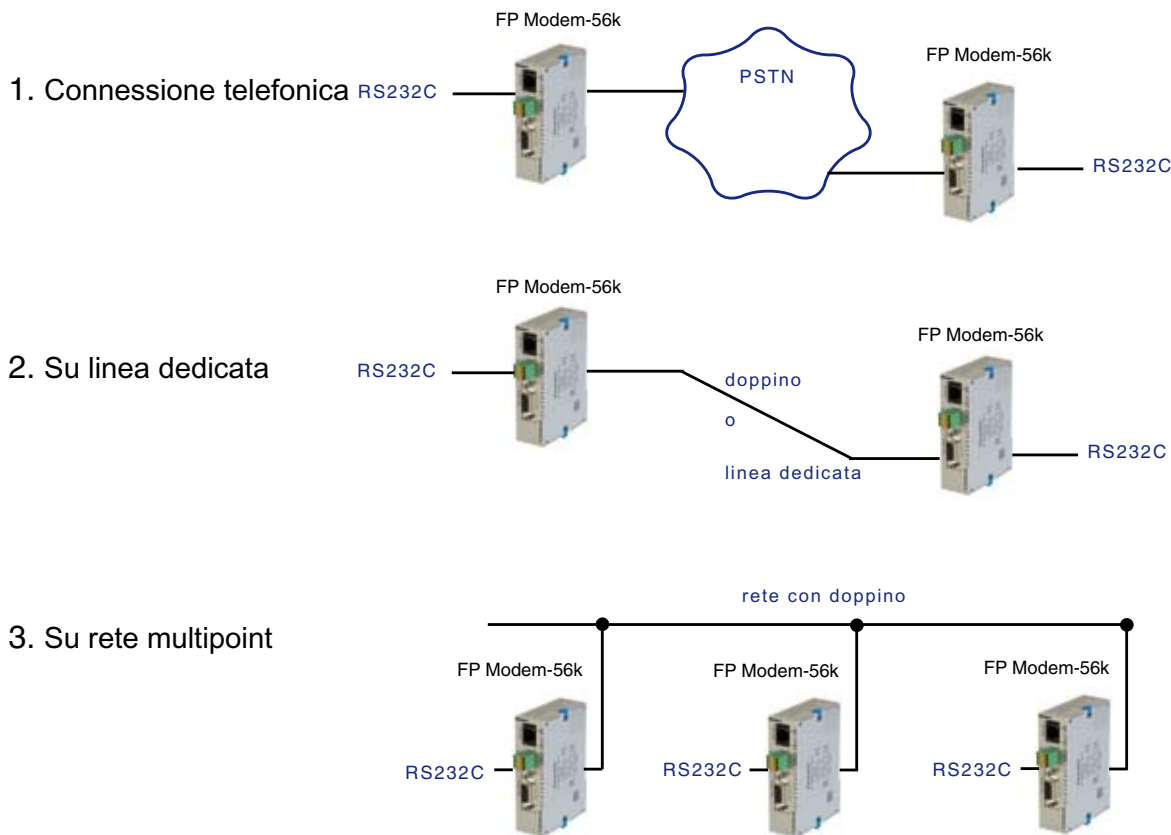 FP Modem-56k
1. Connessione telefonica
RS232C
PSTN
FP Modem-56k
RS232C
FP Modem-56k
2. Su linea dedicata
RS232C
doppino
o
linea dedicata
FP Modem-56k
RS232C
rete con doppino
3. Su rete multipoint
FP Modem-56k
FP Modem-56k
FP Modem-56k
RS232C
RS232C
RS232C